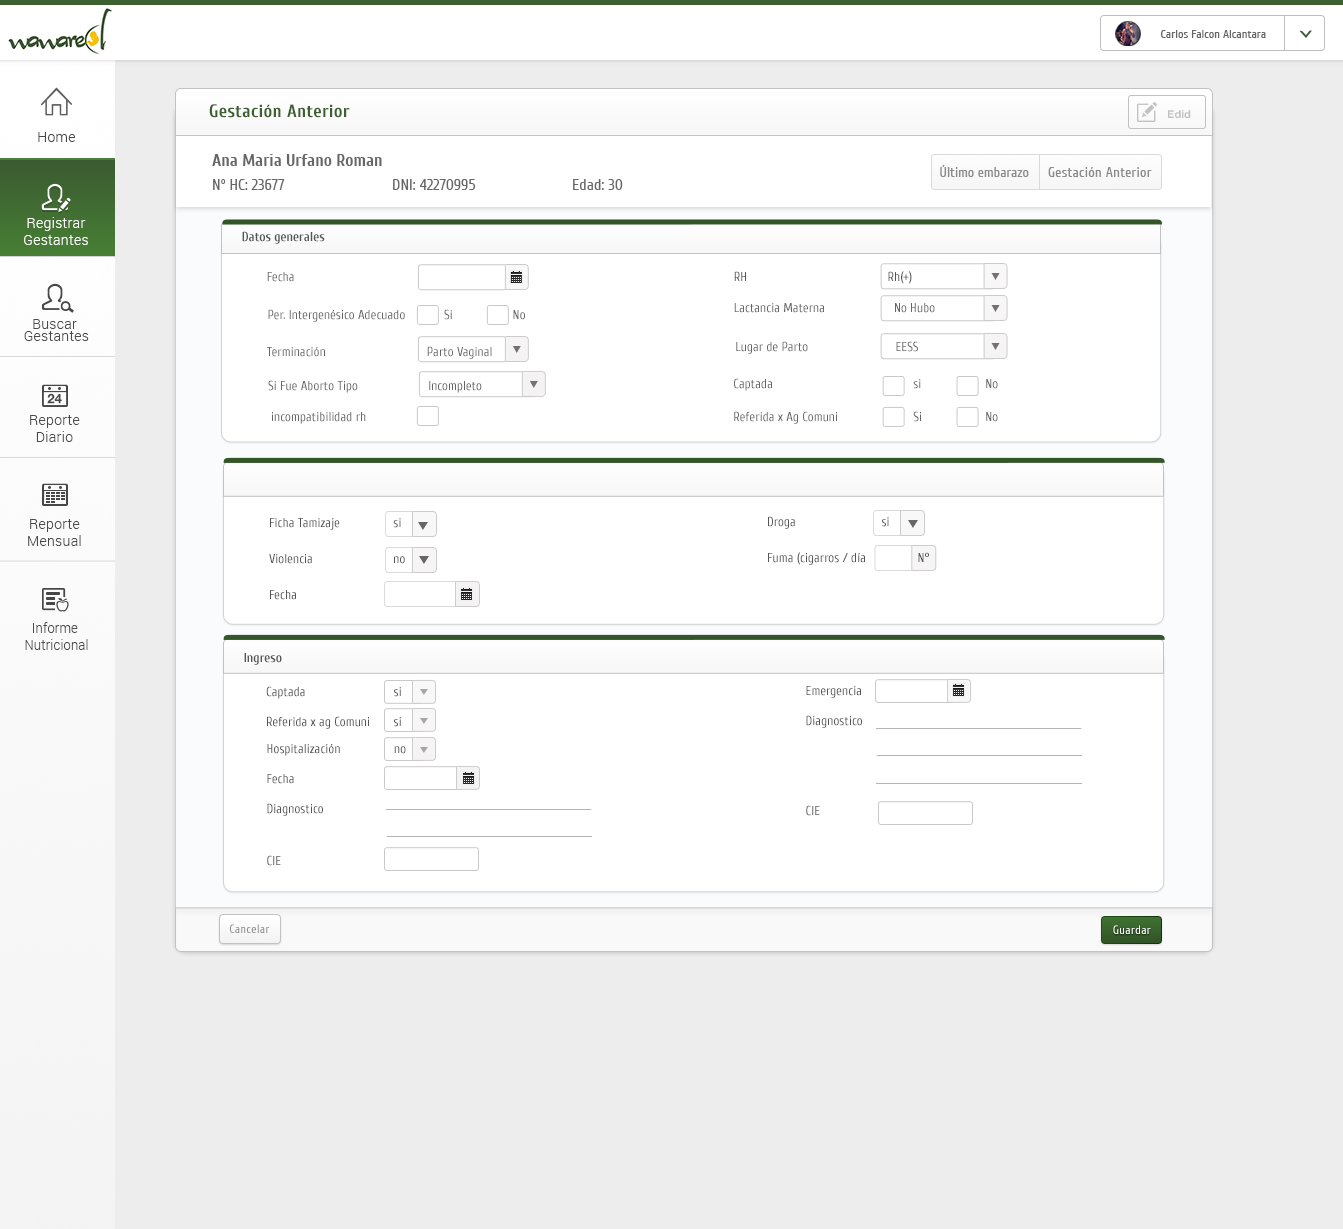 wawared
Carlos Falcon Alcantara
Home
Registrar
Gestantes
Buscar
Gestantes
24
Reporte
Diario
Reporte
Mensual
Informe
Nutricional
Gestación Anterior
Edid
Ana Maria Urfano Roman
N° HC: 23677 DNI: 42270995 Edad: 30
Último embarazo Gestación Anterior
Datos generales
Fecha
RH Rh(+)
Per. Intergenésico Adecuado Si No
Lactancia Materna No Hubo
Terminación Parto Vaginal
Lugar de Parto EESS
Si Fue Aborto Tipo Incompleto
Captada si No
incompatibilidad rh
Referida x Ag Comuni Si No
Ficha Tamizaje si
Droga si
Violencia no
Fuma (cigarros / día N°
Fecha
Ingreso
Captada si
Emergencia
Referida x ag Comuni si
Diagnostico
Hospitalización no
Fecha
Diagnostico
CIE
CIE
Cancelar
Guardar